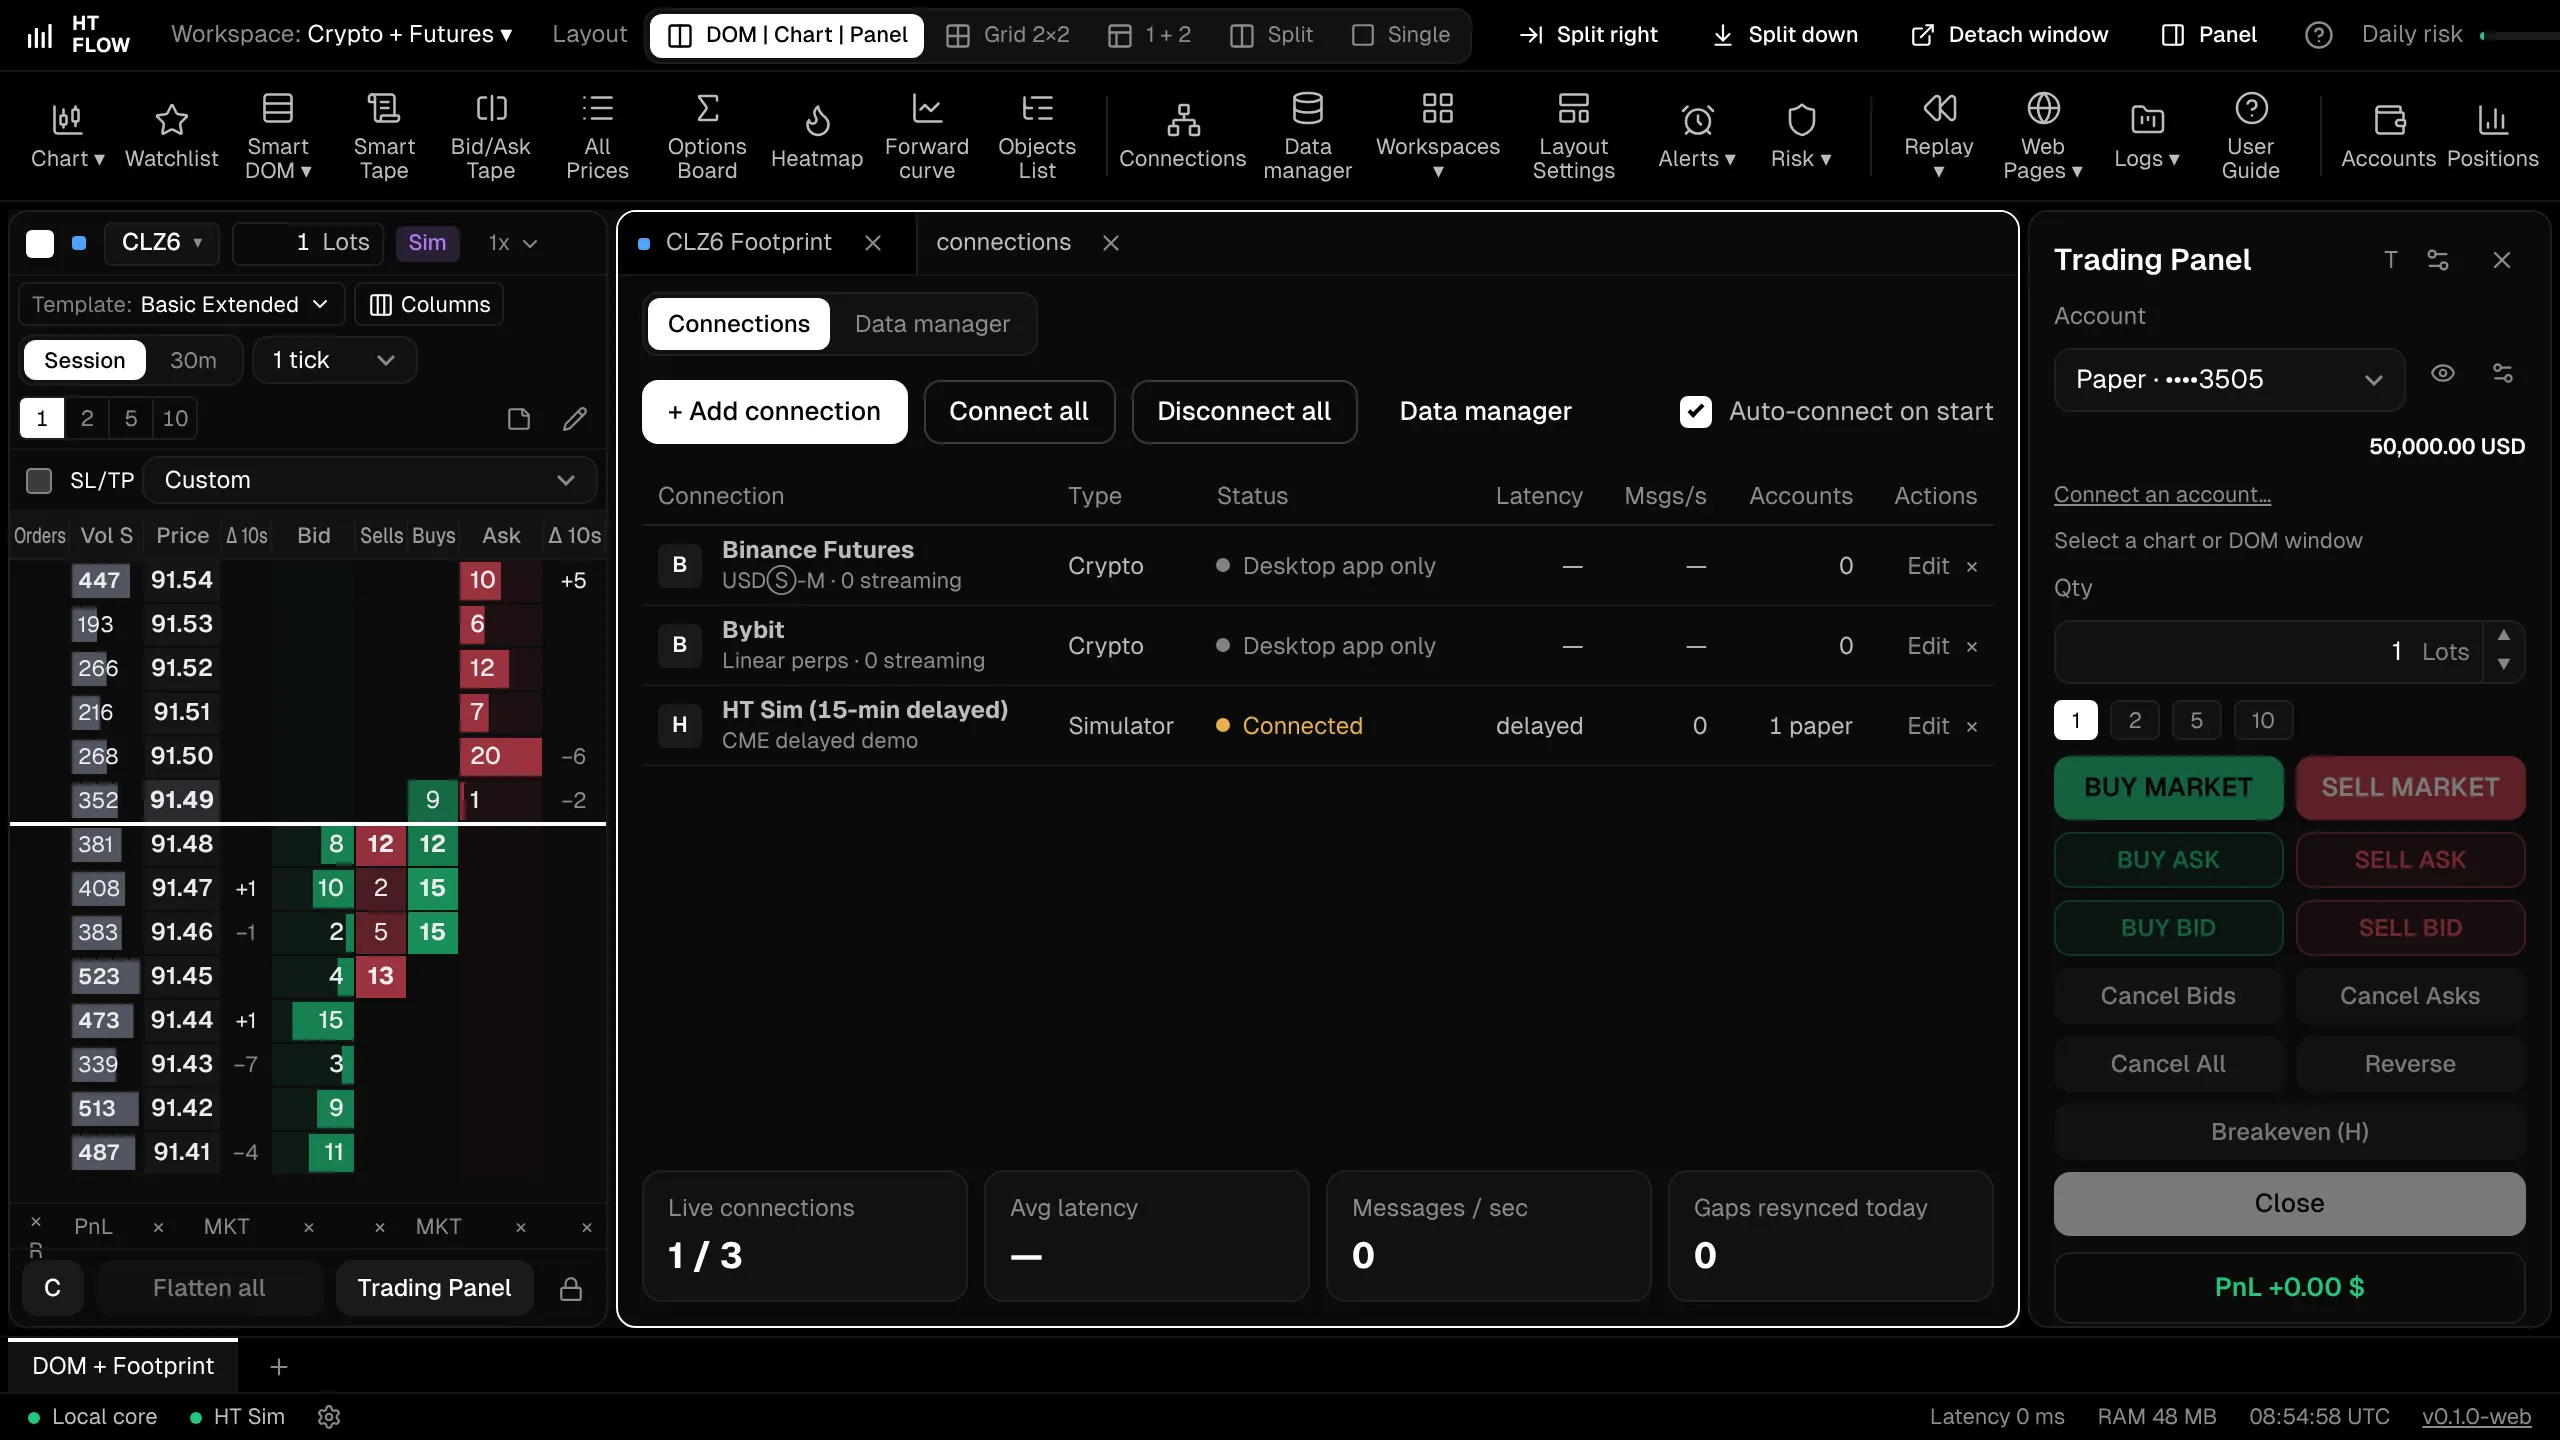 HT FLOW
Workspace: Crypto + Futures ▾
Layout
DOM | Chart | Panel
Grid 2×2
1 + 2
Split
Single
Split right
Split down
Detach window
Panel
Daily risk
Chart ▾
Watchlist
Smart DOM ▾
Smart Tape
Bid/Ask Tape
All Prices
Options Board
Heatmap
Forward curve
Objects List
Connections
Data manager
Workspaces ▾
Layout Settings
Alerts ▾
Risk ▾
Replay ▾
Web Pages ▾
Logs ▾
User Guide
Accounts
Positions
CLZ6 ▾
1 Lots
Sim
1x
Template: Basic Extended
Columns
Session
30m
1 tick
1 2 5 10
SL/TP
Custom
Orders Vol S Price Δ 10s Bid Sells Buys Ask Δ 10s
447 91.54 10 +5
193 91.53 6
266 91.52 12
216 91.51 7
268 91.50 20 −6
352 91.49 9 1 −2
381 91.48 8 12 12
408 91.47 +1 10 2 15
383 91.46 −1 2 5 15
523 91.45 4 13
473 91.44 +1 15
339 91.43 −7 3
513 91.42 9
487 91.41 −4 11
× PnL × MKT × × MKT × ×
R
C
Flatten all
Trading Panel
CLZ6 Footprint ×
connections ×
Connections
Data manager
+ Add connection
Connect all
Disconnect all
Data manager
Auto-connect on start
Connection Type Status Latency Msgs/s Accounts Actions
B Binance Futures Crypto Desktop app only — — 0 Edit ×
USDⓈ-M · 0 streaming
B Bybit Crypto Desktop app only — — 0 Edit ×
Linear perps · 0 streaming
H HT Sim (15-min delayed) Simulator Connected delayed 0 1 paper Edit ×
CME delayed demo
Live connections
1 / 3
Avg latency
—
Messages / sec
0
Gaps resynced today
0
Trading Panel
T
Account
Paper · ••••3505
50,000.00 USD
Connect an account…
Select a chart or DOM window
Qty
1 Lots
1 2 5 10
BUY MARKET
SELL MARKET
BUY ASK
SELL ASK
BUY BID
SELL BID
Cancel Bids
Cancel Asks
Cancel All
Reverse
Breakeven (H)
Close
PnL +0.00 $
DOM + Footprint
+
Local core
HT Sim
Latency 0 ms
RAM 48 MB
08:54:58 UTC
v0.1.0-web